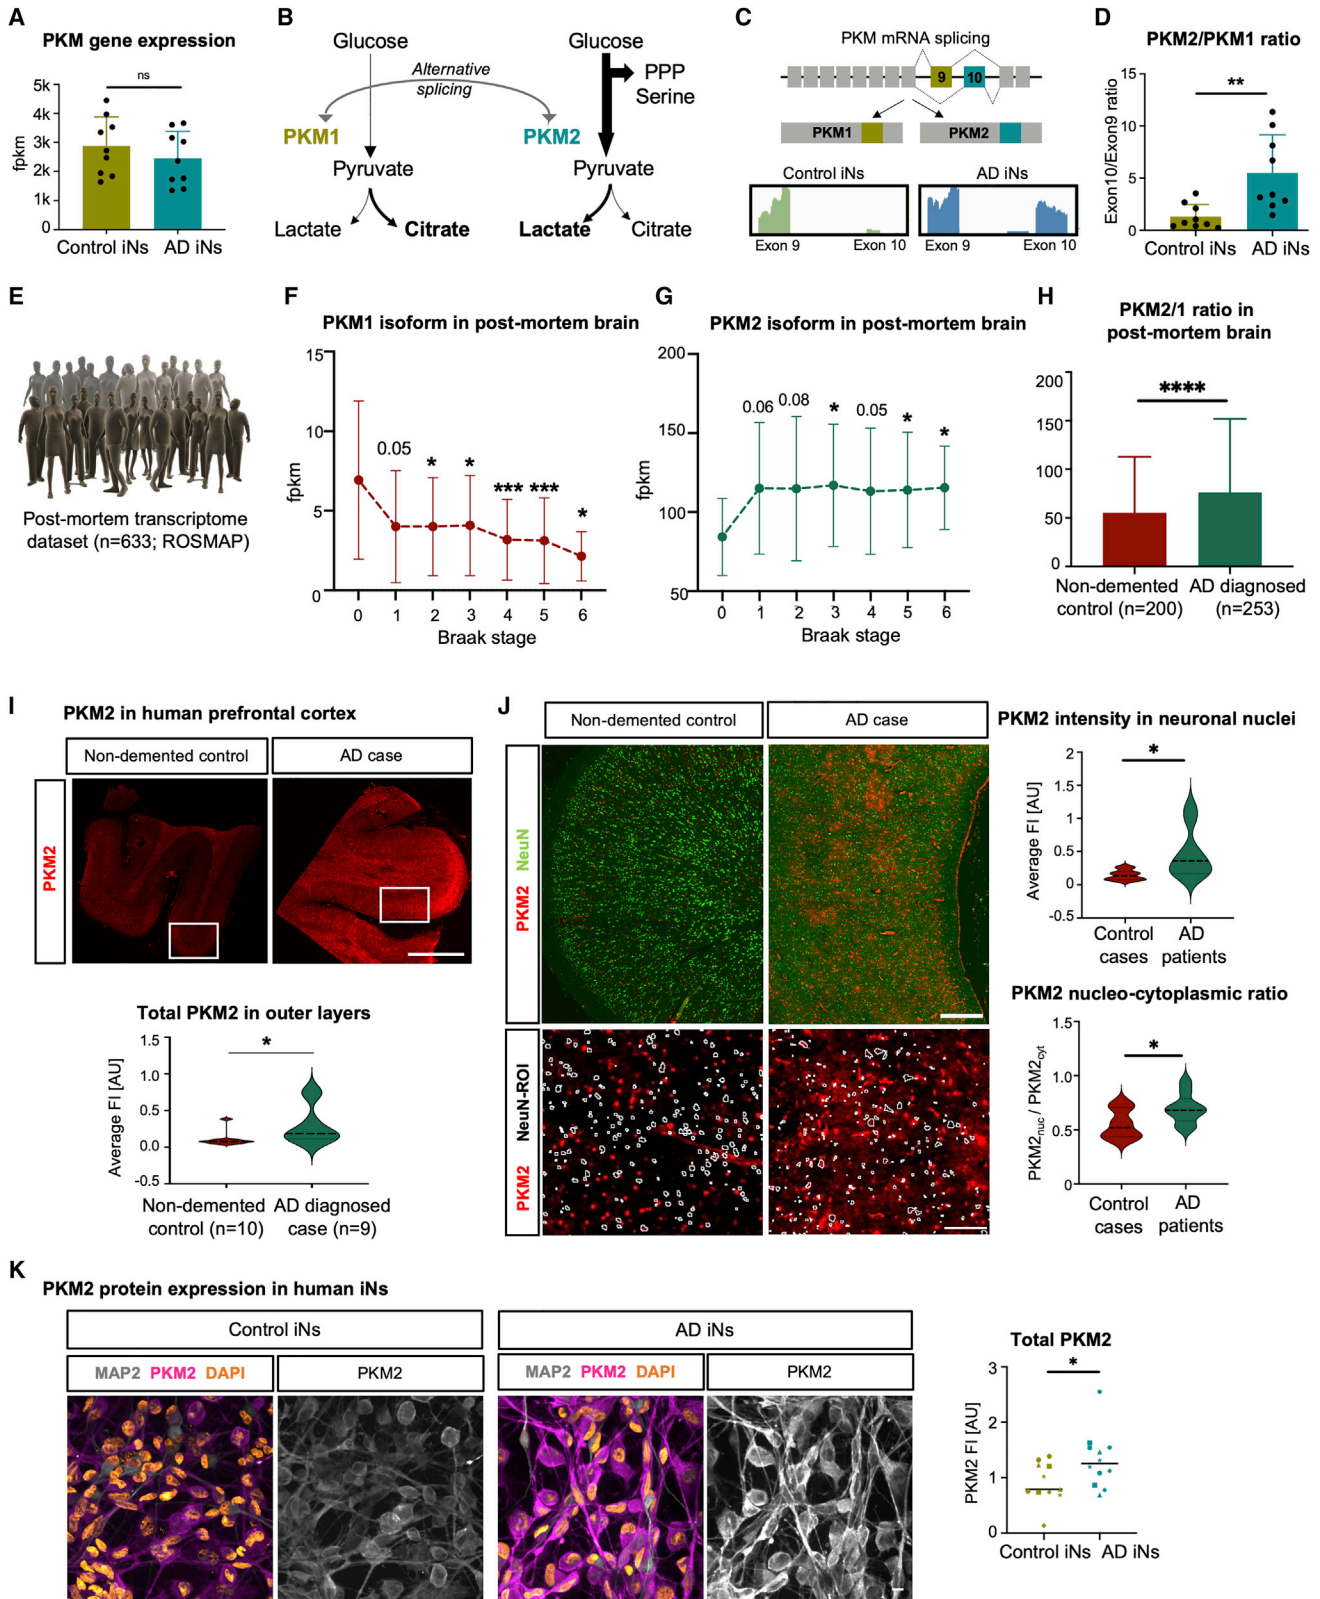 A
PKM gene expression
ns
5k
4k
3k
2k
1k
0
fpkm
Control iNs AD iNs
B
Glucose
Glucose
Alternative
splicing
PPP
Serine
PKM1
PKM2
Pyruvate
Pyruvate
Lactate
Citrate
Lactate
Citrate
C
PKM mRNA splicing
9
10
PKM1
PKM2
Control iNs
AD iNs
Exon 9
Exon 10
Exon 9
Exon 10
D
PKM2/PKM1 ratio
**
15
10
5
0
Exon10/Exon9 ratio
Control iNs AD iNs
E
Post-mortem transcriptome
dataset (n=633; ROSMAP)
F
PKM1 isoform in post-mortem brain
15
10
5
0
fpkm
0.05
*
*
***
***
*
0 1 2 3 4 5 6
Braak stage
G
PKM2 isoform in post-mortem brain
200
150
100
50
fpkm
0.06
0.08
*
0.05
*
*
0 1 2 3 4 5 6
Braak stage
H
PKM2/1 ratio in
post-mortem brain
****
200
150
100
50
0
Non-demented
control (n=200)
AD diagnosed
(n=253)
I
PKM2 in human prefrontal cortex
Non-demented control
AD case
PKM2
Total PKM2 in outer layers
*
1.5
1.0
0.5
0.0
-0.5
Average FI [AU]
Non-demented
control (n=10)
AD diagnosed
case (n=9)
J
Non-demented control
AD case
PKM2 NeuN
PKM2 NeuN-ROI
PKM2 intensity in neuronal nuclei
*
2
1.5
1
0.5
0
-0.5
Average FI [AU]
Control
cases
AD
patients
PKM2 nucleo-cytoplasmic ratio
*
1.5
1.0
0.5
0
PKM2nuc / PKM2cyt
Control
cases
AD
patients
K
PKM2 protein expression in human iNs
Control iNs
AD iNs
MAP2 PKM2 DAPI
PKM2
MAP2 PKM2 DAPI
PKM2
Total PKM2
*
3
2
1
0
PKM2 FI [AU]
Control iNs AD iNs